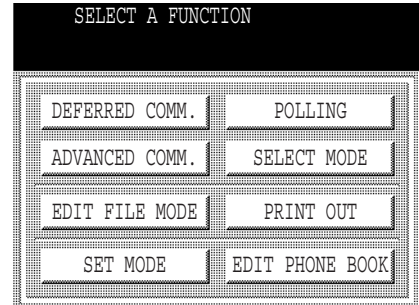 SELECT A FUNCTION
DEFERRED COMM. POLLING
ADVANCED COMM. SELECT MODE
EDIT FILE MODE PRINT OUT
SET MODE EDIT PHONE BOOK